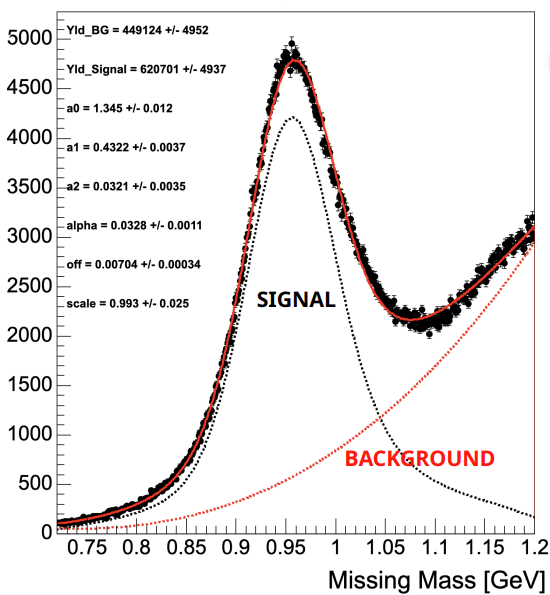 5000
4500
4000
3500
3000
2500
2000
1500
1000
500
0
Yld_BG = 449124 +/- 4952
Yld_Signal = 620701 +/- 4937
a0 = 1.345 +/- 0.012
a1 = 0.4322 +/- 0.0037
a2 = 0.0321 +/- 0.0035
alpha = 0.0328 +/- 0.0011
off = 0.00704 +/- 0.00034
scale = 0.993 +/- 0.025
SIGNAL
BACKGROUND
0.75 0.8 0.85 0.9 0.95 1 1.05 1.1 1.15 1.2
Missing Mass [GeV]